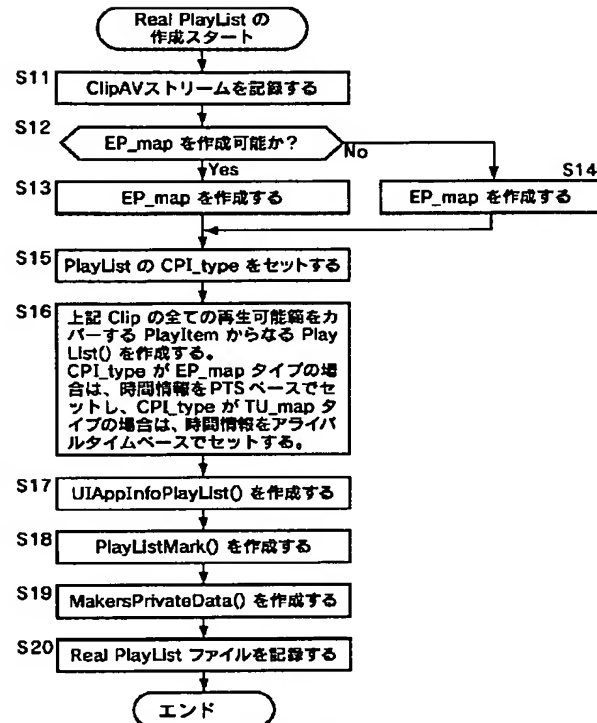 Real PlayList の
作成スタート
S11
ClipAVストリームを記録する
S12
EP_map を作成可能か？
Yes
No
S13
EP_map を作成する
S14
EP_map を作成する
S15
PlayList の CPI_type をセットする
S16
上記 Clip の全ての再生可能範をカ
バーする PlayItem からなる Play
List() を作成する。
CPI_type が EP_map タイプの場
合は、時間情報をPTS ベースでセ
ットし、CPI_type が TU_map タ
イプの場合は、時間情報をアライバ
ルタイムベースでセットする。
S17
UIAppInfoPlayList() を作成する
S18
PlayListMark() を作成する
S19
MakersPrivateData() を作成する
S20
Real PlayList ファイルを記録する
エンド